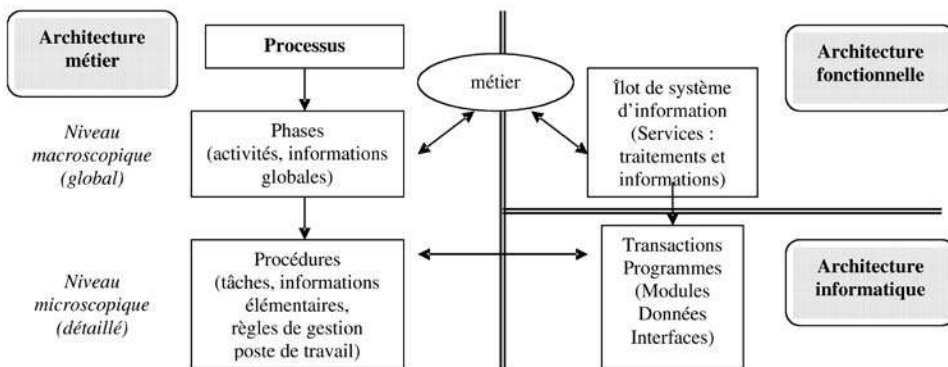 Architecture
métier
Processus
métier
Architecture
fonctionnelle
Îlot de système
d'information
(Services :
traitements et
informations)
Niveau
macroscopique
(global)
Phases
(activités, informations
globales)
Niveau
microscopique
(détaillé)
Procédures
(tâches, informations
élémentaires,
règles de gestion
poste de travail)
Transactions
Programmes
(Modules
Données
Interfaces)
Architecture
informatique